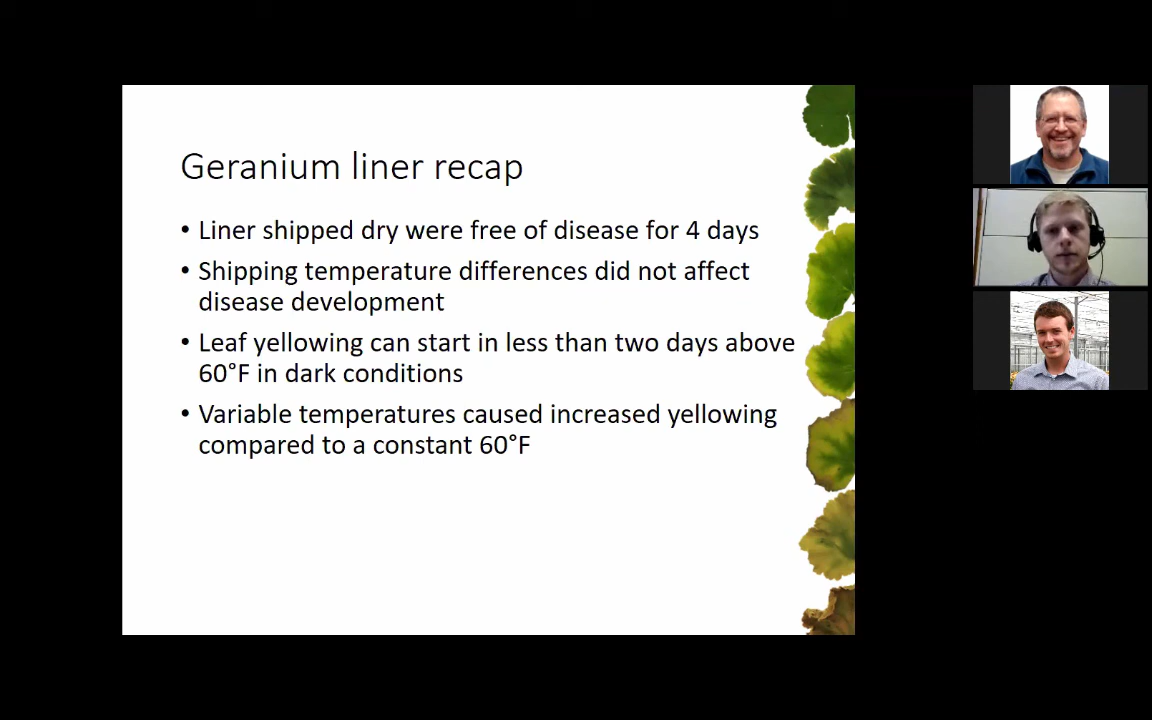 Geranium liner recap
• Liner shipped dry were free of disease for 4 days
• Shipping temperature differences did not affect
disease development
• Leaf yellowing can start in less than two days above
60°F in dark conditions
• Variable temperatures caused increased yellowing
compared to a constant 60°F